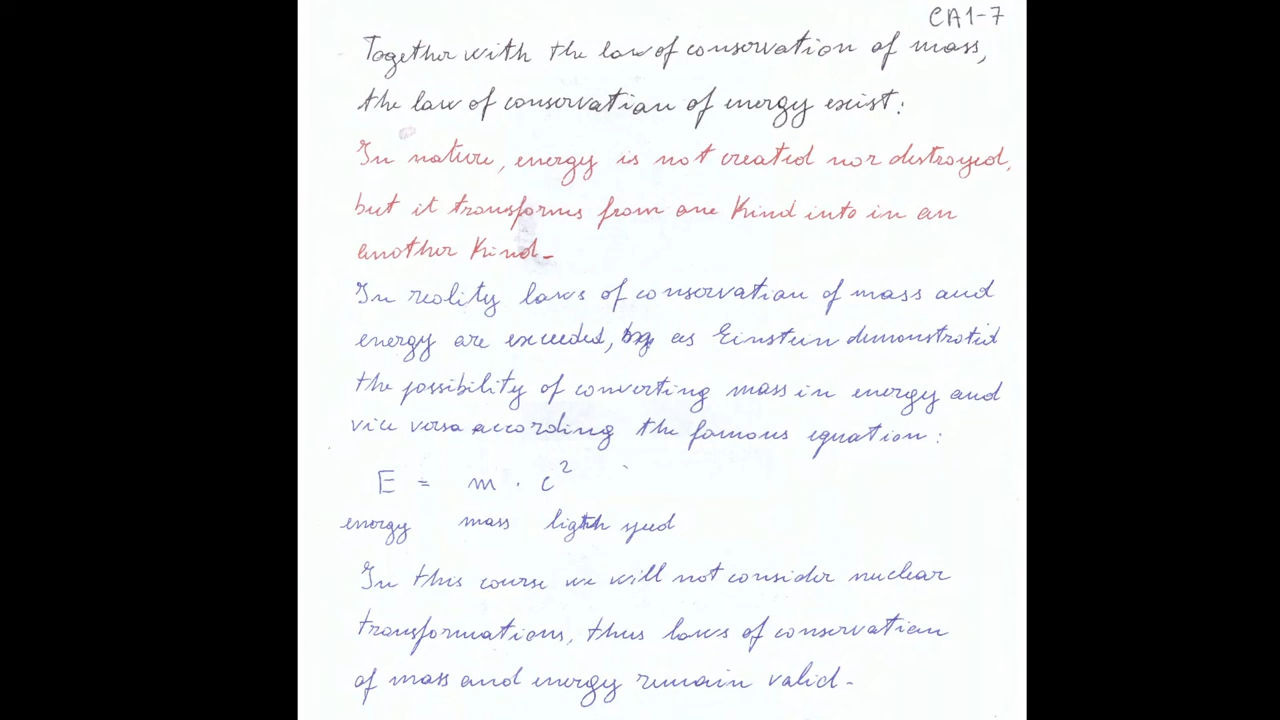 CA1-7
Together with the law of conservation of mass,
the law of conservation of energy exist:
In nature, energy is not created nor destroyed,
but it transforms from one kind into in an
another kind-
In reality laws of conservation of mass and
energy are exceeded, as Einstein demonstrated
the possibility of converting mass in energy and
vice versa according the famous equation:
E = m · c²
energy mass ligth speed
In this course we will not consider nuclear
transformations, thus laws of conservation
of mass and energy remain valid-